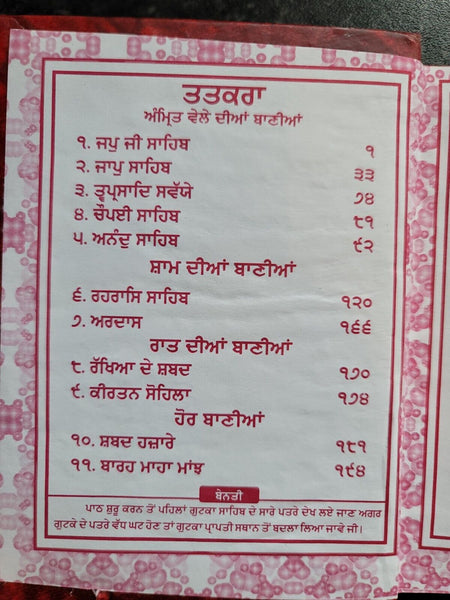 ਤਤਕਰਾ
ਅੰਮ੍ਰਿਤ ਵੇਲੇ ਦੀਆਂ ਬਾਣੀਆਂ
੧. ਜਪੁ ਜੀ ਸਾਹਿਬ ੧
੨. ਜਾਪੁ ਸਾਹਿਬ ੩੩
੩. ਤ੍ਵਪ੍ਰਸਾਦਿ ਸਵੱਯੇ ੭੪
੪. ਚੌਪਈ ਸਾਹਿਬ ੮੧
੫. ਅਨੰਦੁ ਸਾਹਿਬ ੯੨
ਸ਼ਾਮ ਦੀਆਂ ਬਾਣੀਆਂ
੬. ਰਹਰਾਸਿ ਸਾਹਿਬ ੧੨੦
੭. ਅਰਦਾਸ ੧੬੬
ਰਾਤ ਦੀਆਂ ਬਾਣੀਆਂ
੮. ਰੱਖਿਆ ਦੇ ਸ਼ਬਦ ੧੭੦
੯. ਕੀਰਤਨ ਸੋਹਿਲਾ ੧੭੪
ਹੋਰ ਬਾਣੀਆਂ
੧੦. ਸ਼ਬਦ ਹਜ਼ਾਰੇ ੧੮੧
੧੧. ਬਾਰਹ ਮਾਹਾ ਮਾਂਝ ੧੯੪
ਬੇਨਤੀ
ਪਾਠ ਸ਼ੁਰੂ ਕਰਨ ਤੋਂ ਪਹਿਲਾਂ ਗੁਟਕਾ ਸਾਹਿਬ ਦੇ ਸਾਰੇ ਪਤਰੇ ਦੇਖ ਲਏ ਜਾਣ ਅਗਰ
ਗੁਟਕੇ ਦੇ ਪਤਰੇ ਵੱਧ ਘਟ ਹੋਣ ਤਾਂ ਗੁਟਕਾ ਪ੍ਰਾਪਤੀ ਸਥਾਨ ਤੋਂ ਬਦਲਾ ਲਿਆ ਜਾਵੇ ਜੀ।